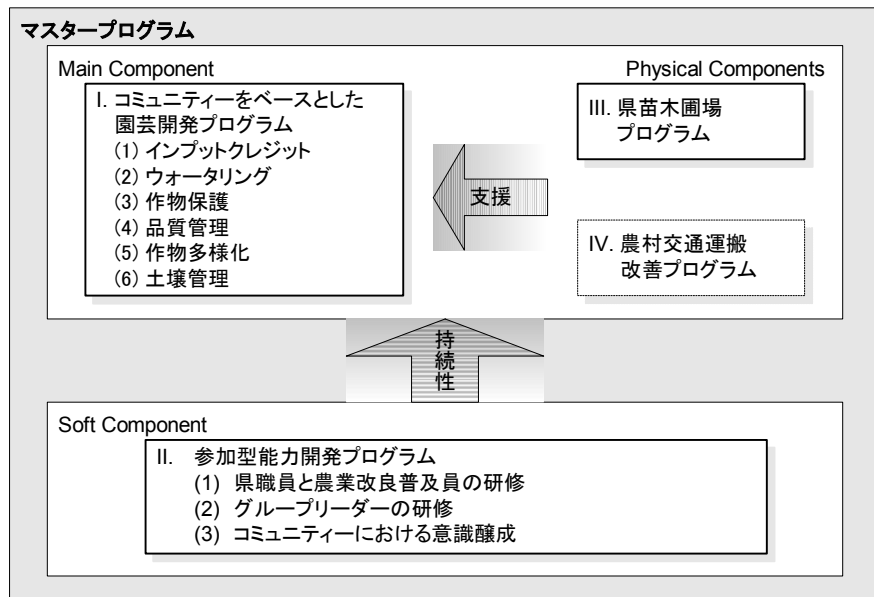 マスタープログラム
Main Component
I. コミュニティーをベースとした
園芸開発プログラム
(1) インプットクレジット
(2) ウォータリング
(3) 作物保護
(4) 品質管理
(5) 作物多様化
(6) 土壌管理
Physical Components
III. 県苗木圃場
プログラム
支援
IV. 農村交通運搬
改善プログラム
持続性
Soft Component
II. 参加型能力開発プログラム
(1) 県職員と農業改良普及員の研修
(2) グループリーダーの研修
(3) コミュニティーにおける意識醸成